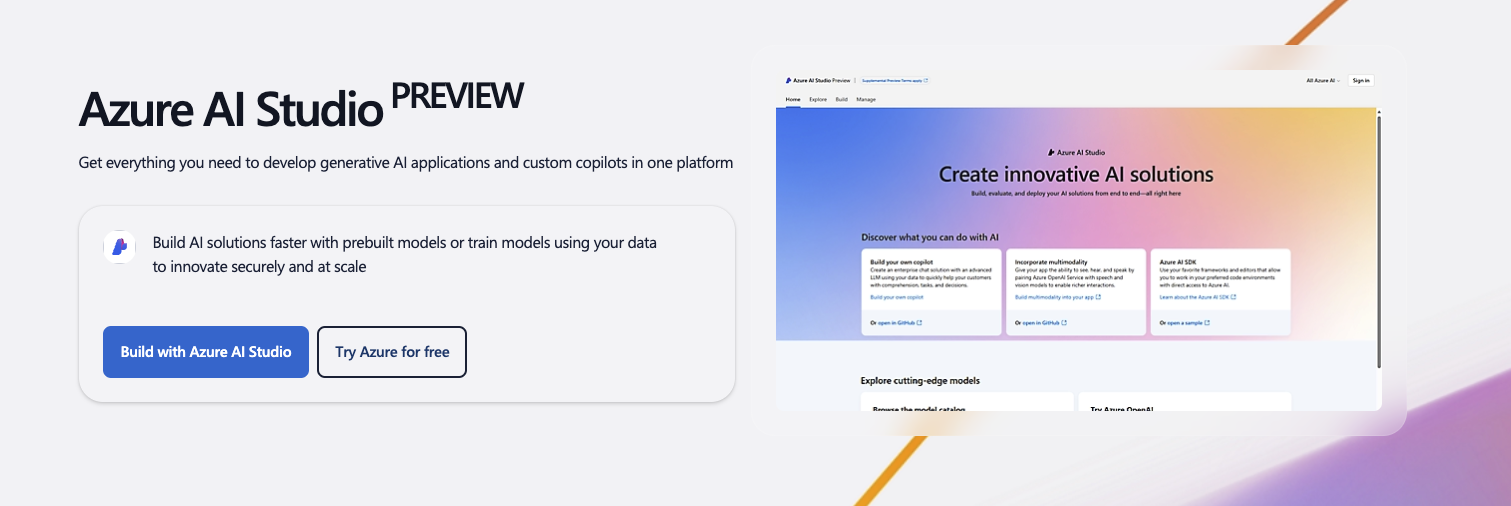 Azure AI Studio PREVIEW
Get everything you need to develop generative AI applications and custom copilots in one platform
Build AI solutions faster with prebuilt models or train models using your data
to innovate securely and at scale
Build with Azure AI Studio
Try Azure for free
Azure AI Studio Preview
Supplemental Preview Terms apply
All Azure AI
Sign in
Home Explore Build Manage
Azure AI Studio
Create innovative AI solutions
Build, evaluate, and deploy your AI solutions from end to end—all right here
Discover what you can do with AI
Build your own copilot
Create an enterprise chat solution with an advanced
LLM using your data to quickly help your customers
with comprehension, tasks, and decisions.
Build your own copilot
Or open in GitHub
Incorporate multimodality
Give your app the ability to see, hear, and speak by
pairing Azure OpenAI Service with speech and
vision models to enable richer interactions.
Build multimodality into your app
Or open in GitHub
Azure AI SDK
Use your favorite frameworks and editors that allow
you to work in your preferred code environments
with direct access to Azure AI.
Learn about the Azure AI SDK
Or open a sample
Explore cutting-edge models
Browse the model catalog
Try Azure OpenAI